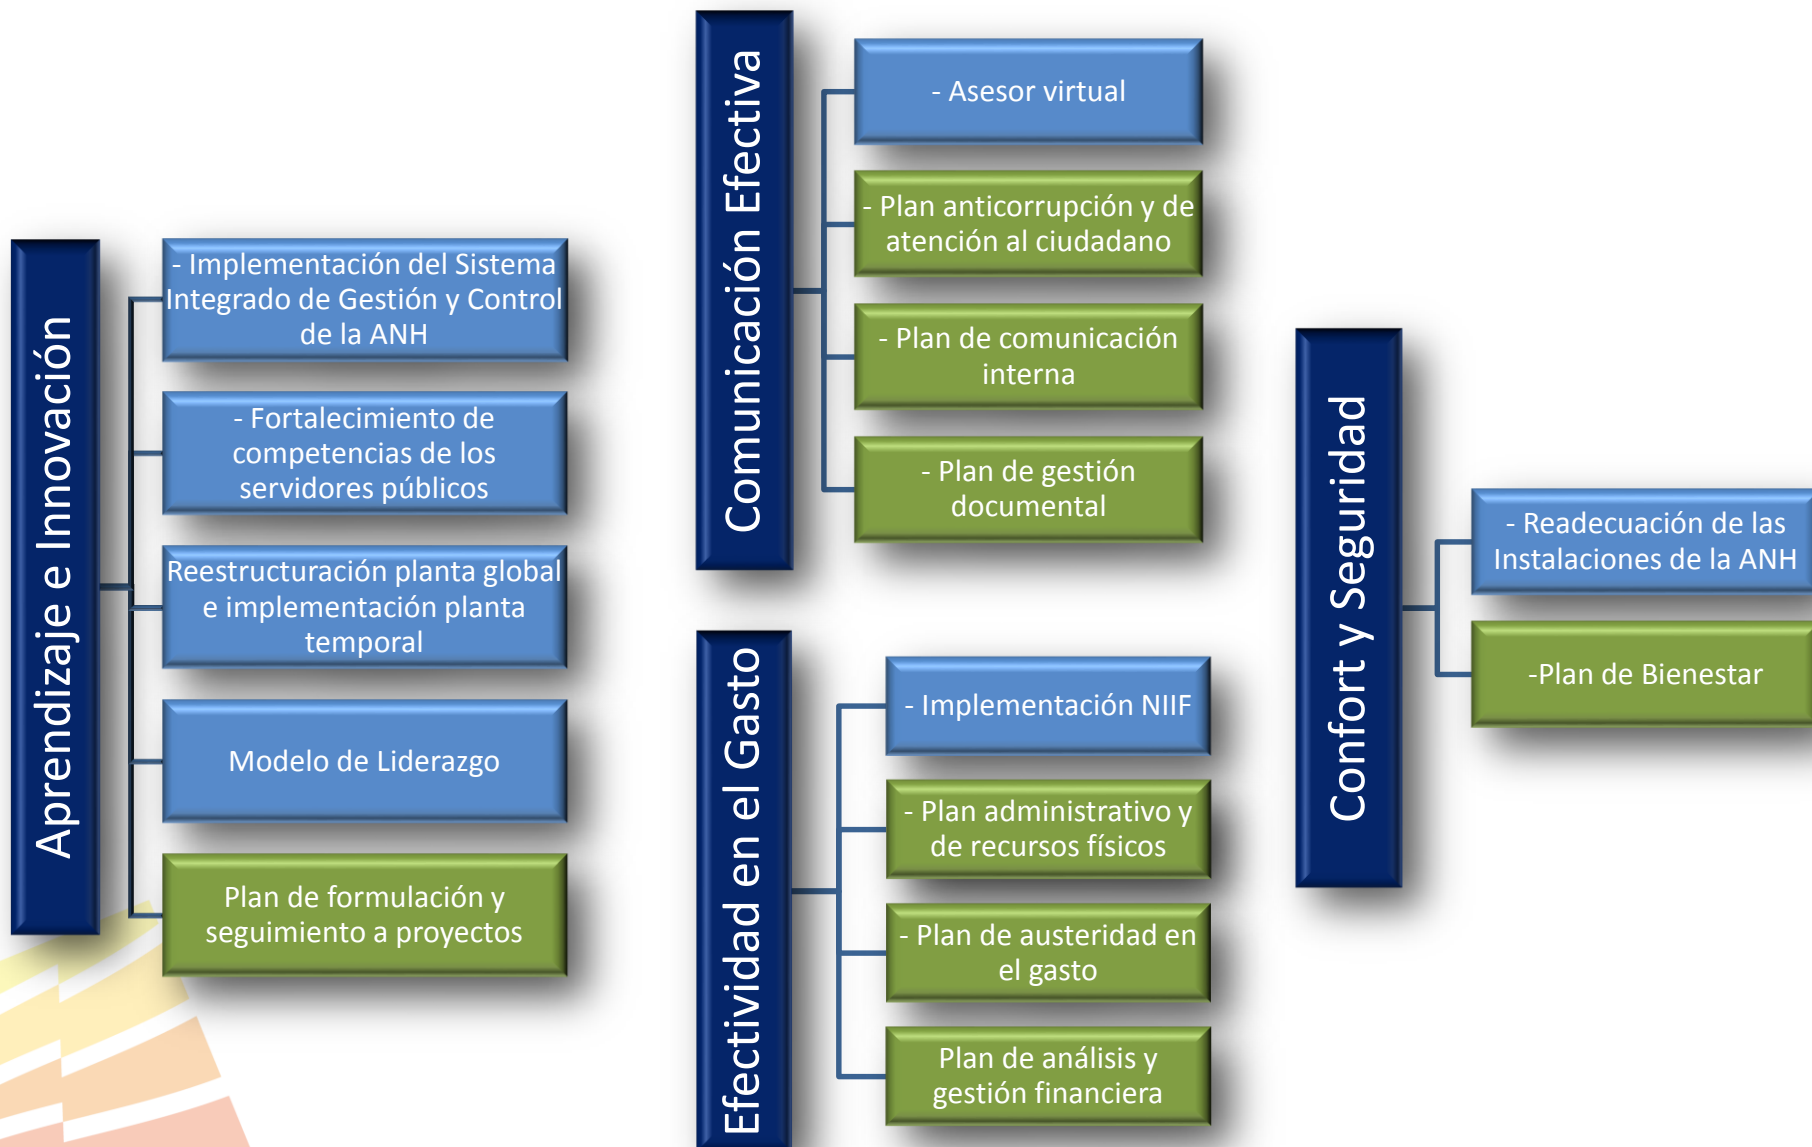 Aprendizaje e Innovación
- Implementación del Sistema
Integrado de Gestión y Control
de la ANH
- Fortalecimiento de
competencias de los
servidores públicos
Reestructuración planta global
e implementación planta
temporal
Modelo de Liderazgo
Plan de formulación y
seguimiento a proyectos
Comunicación Efectiva
- Asesor virtual
- Plan anticorrupción y de
atención al ciudadano
- Plan de comunicación
interna
- Plan de gestión
documental
Efectividad en el Gasto
- Implementación NIIF
- Plan administrativo y
de recursos físicos
- Plan de austeridad en
el gasto
Plan de análisis y
gestión financiera
Confort y Seguridad
- Readecuación de las
Instalaciones de la ANH
-Plan de Bienestar